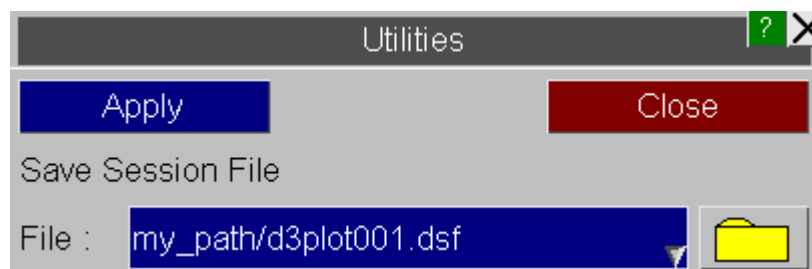 Utilities ?
Apply Close
Save Session File
File : my_path/d3plot001.dsf